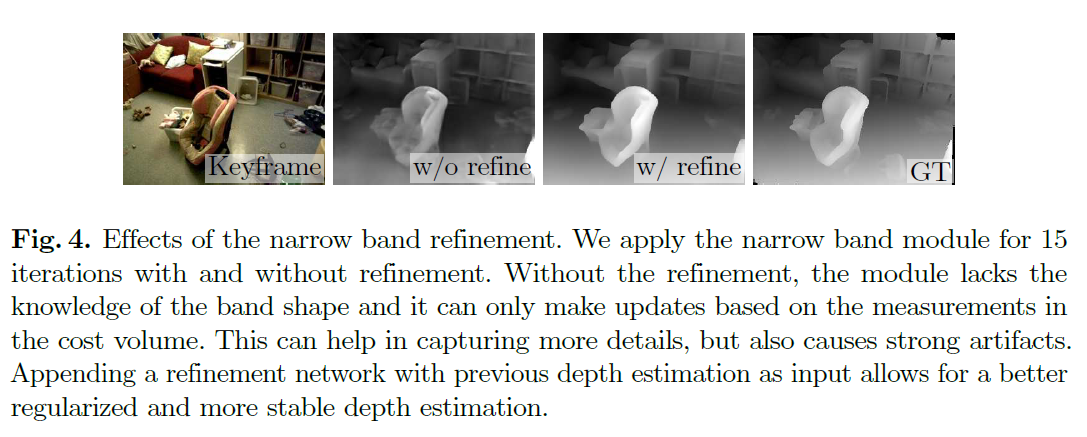 Keyframe
w/o refine
w/ refine
GT
Fig. 4. Effects of the narrow band refinement. We apply the narrow band module for 15
iterations with and without refinement. Without the refinement, the module lacks the
knowledge of the band shape and it can only make updates based on the measurements in
the cost volume. This can help in capturing more details, but also causes strong artifacts.
Appending a refinement network with previous depth estimation as input allows for a better
regularized and more stable depth estimation.